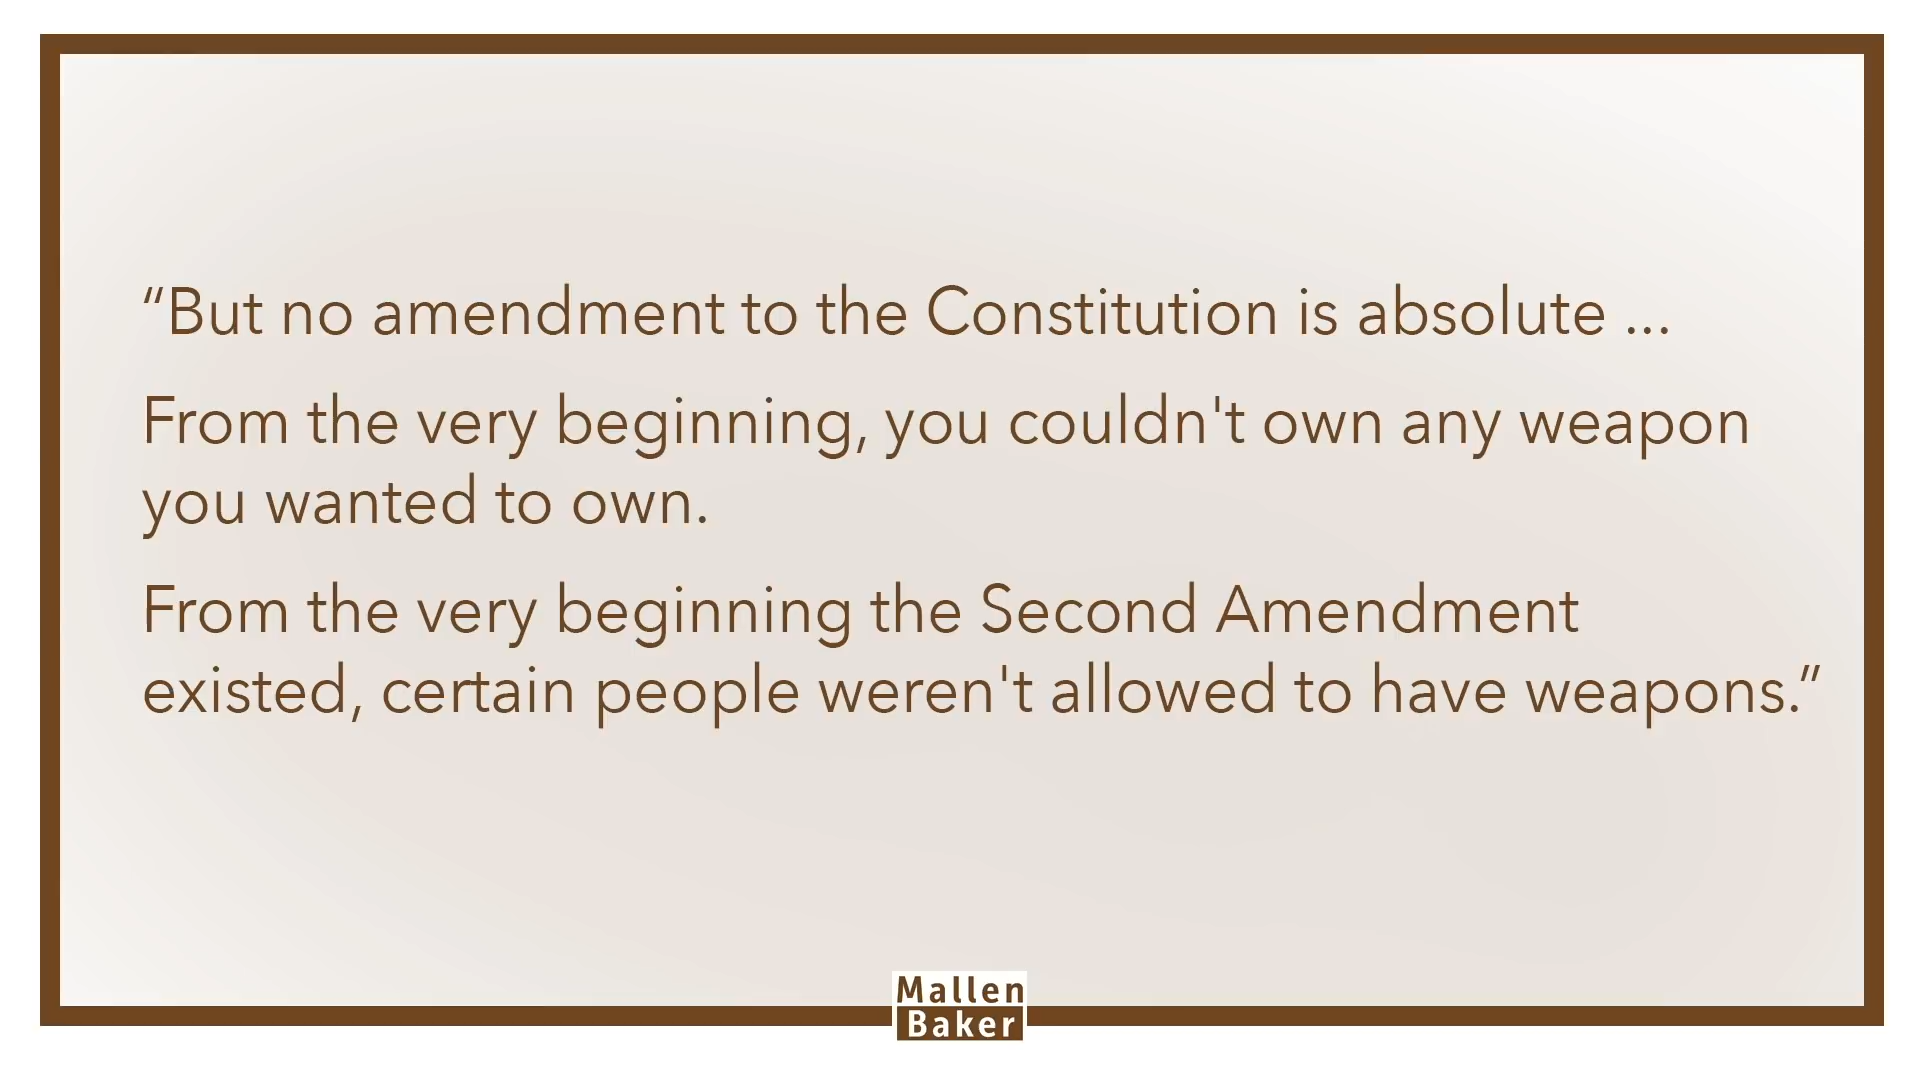 “But no amendment to the Constitution is absolute ...
From the very beginning, you couldn't own any weapon
you wanted to own.
From the very beginning the Second Amendment
existed, certain people weren't allowed to have weapons.”
Mallen
Baker